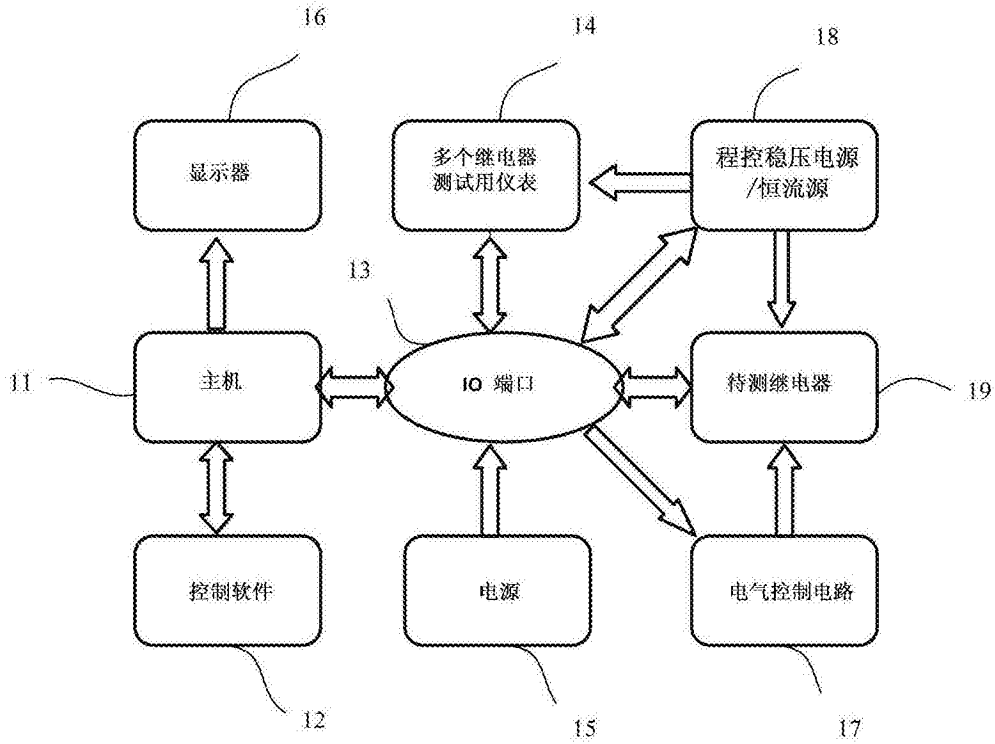 16
14
18
显示器
多个继电器
测试用仪表
程控稳压电源
/恒流源
13
11
主机
IO 端口
待测继电器
19
控制软件
电源
电气控制电路
12
15
17